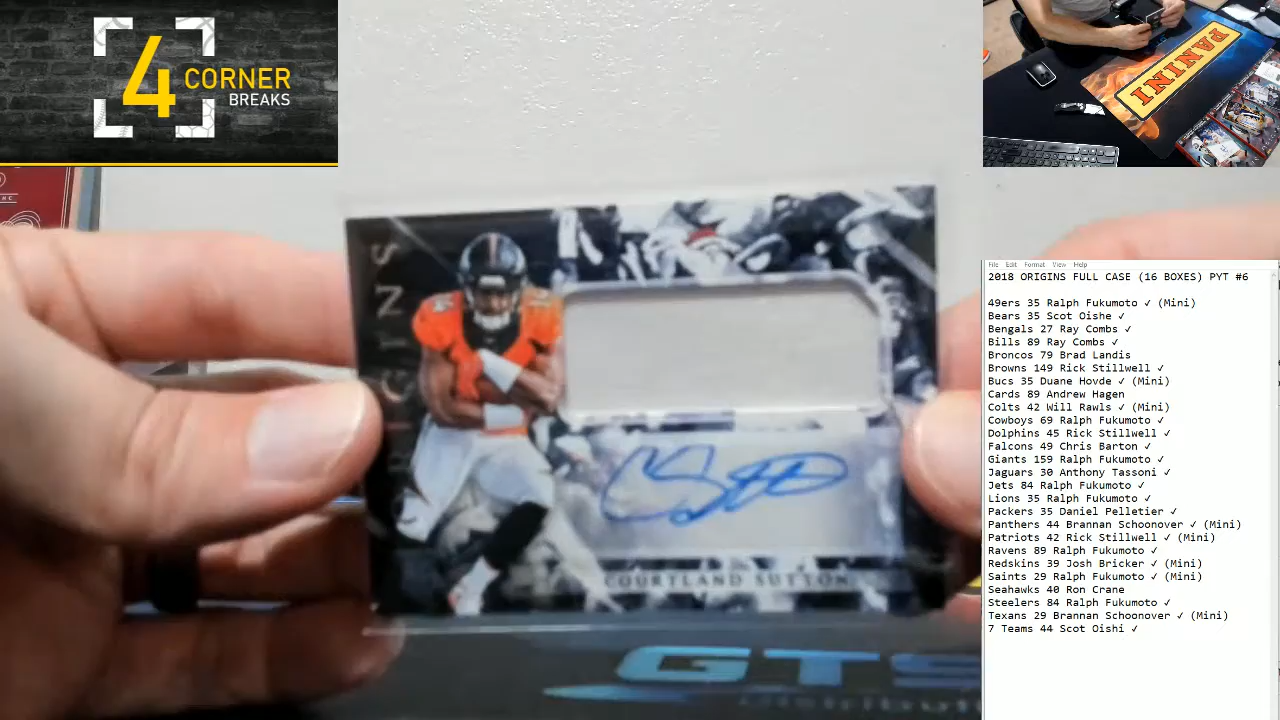 4 CORNER
BREAKS
PANINI
ORIGINS
COURTLAND SUTTON
GTS
File Edit Format View Help
2018 ORIGINS FULL CASE (16 BOXES) PYT #6
49ers 35 Ralph Fukumoto ✓ (Mini)
Bears 35 Scot Oishe ✓
Bengals 27 Ray Combs ✓
Bills 89 Ray Combs ✓
Broncos 79 Brad Landis
Browns 149 Rick Stillwell ✓
Bucs 35 Duane Hovde ✓ (Mini)
Cards 89 Andrew Hagen
Colts 42 Will Rawls ✓ (Mini)
Cowboys 69 Ralph Fukumoto ✓
Dolphins 45 Rick Stillwell ✓
Falcons 49 Chris Barton ✓
Giants 159 Ralph Fukumoto ✓
Jaguars 30 Anthony Tassoni ✓
Jets 84 Ralph Fukumoto ✓
Lions 35 Ralph Fukumoto ✓
Packers 35 Daniel Pelletier ✓
Panthers 44 Brannan Schoonover ✓ (Mini)
Patriots 42 Rick Stillwell ✓ (Mini)
Ravens 89 Ralph Fukumoto ✓
Redskins 39 Josh Bricker ✓ (Mini)
Saints 29 Ralph Fukumoto ✓ (Mini)
Seahawks 40 Ron Crane
Steelers 84 Ralph Fukumoto ✓
Texans 29 Brannan Schoonover ✓ (Mini)
7 Teams 44 Scot Oishi ✓